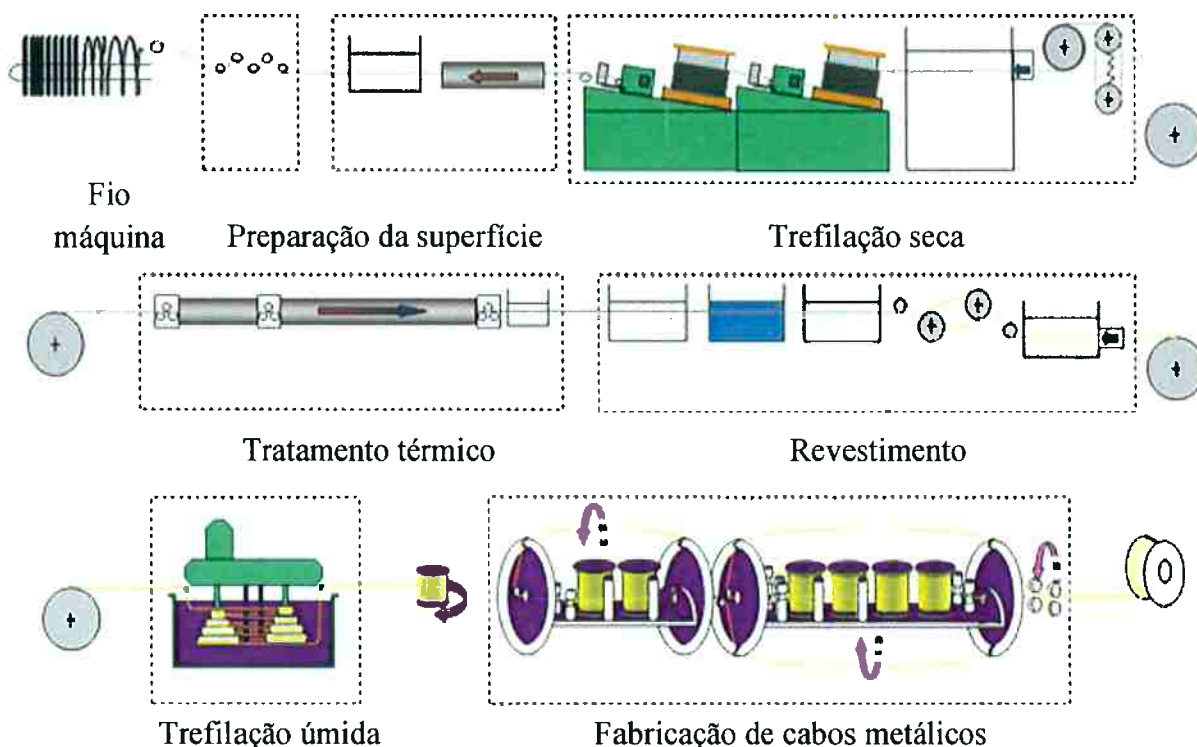 Fio
máquina
Preparação da superfície
Trefilação seca
Tratamento térmico
Revestimento
Trefilação úmida
Fabricação de cabos metálicos